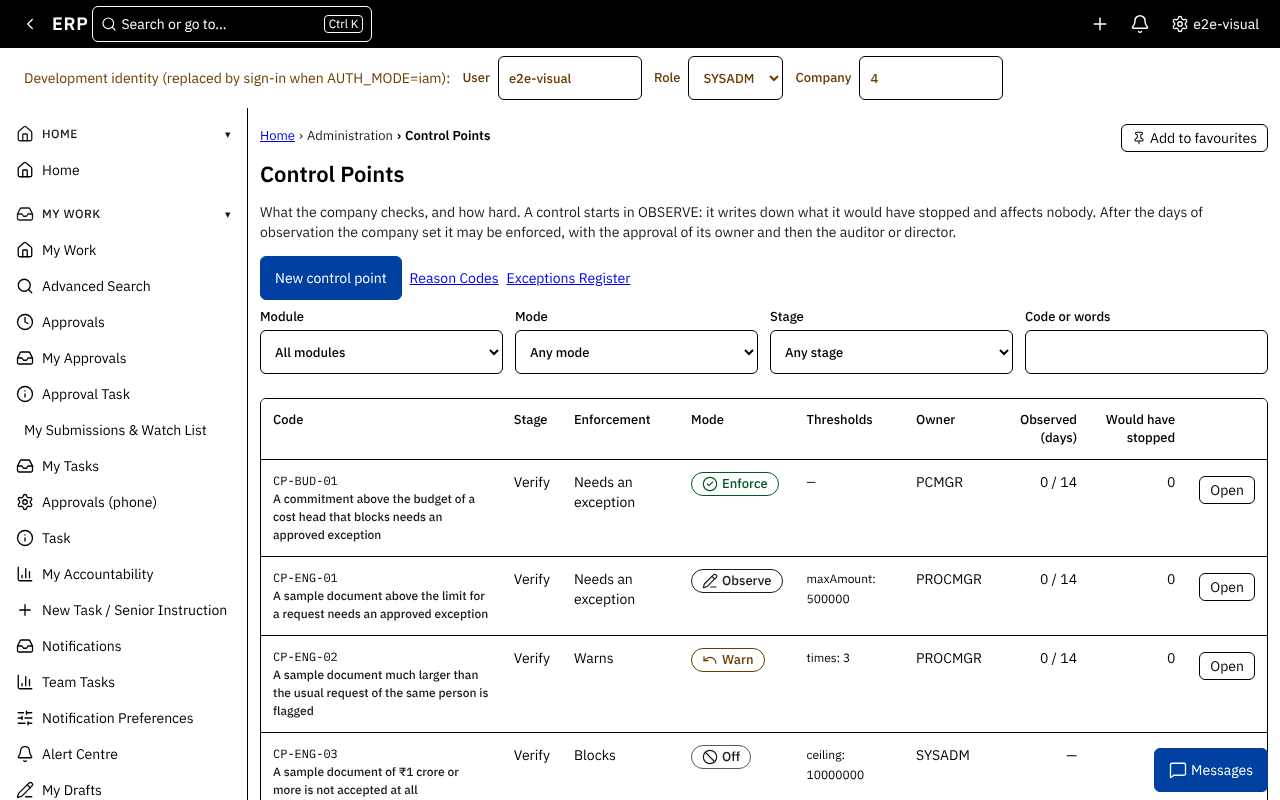 ERP
Search or go to...
Ctrl K
e2e-visual
Development identity (replaced by sign-in when AUTH_MODE=iam):
User
e2e-visual
Role
SYSADM
Company
4
HOME
Home
MY WORK
My Work
Advanced Search
Approvals
My Approvals
Approval Task
My Submissions & Watch List
My Tasks
Approvals (phone)
Task
My Accountability
New Task / Senior Instruction
Notifications
Team Tasks
Notification Preferences
Alert Centre
My Drafts
Home › Administration › Control Points
Add to favourites
Control Points
What the company checks, and how hard. A control starts in OBSERVE: it writes down what it would have stopped and affects nobody. After the days of
observation the company set it may be enforced, with the approval of its owner and then the auditor or director.
New control point
Reason Codes
Exceptions Register
Module
Mode
Stage
Code or words
All modules
Any mode
Any stage
Code
Stage
Enforcement
Mode
Thresholds
Owner
Observed
(days)
Would have
stopped
CP-BUD-01
A commitment above the budget of a
cost head that blocks needs an
approved exception
Verify
Needs an
exception
Enforce
—
PCMGR
0 / 14
0
Open
CP-ENG-01
A sample document above the limit for
a request needs an approved exception
Verify
Needs an
exception
Observe
maxAmount:
500000
PROCMGR
0 / 14
0
Open
CP-ENG-02
A sample document much larger than
the usual request of the same person is
flagged
Verify
Warns
Warn
times: 3
PROCMGR
0 / 14
0
Open
CP-ENG-03
A sample document of ₹1 crore or
more is not accepted at all
Verify
Blocks
Off
ceiling:
10000000
SYSADM
—
Messages